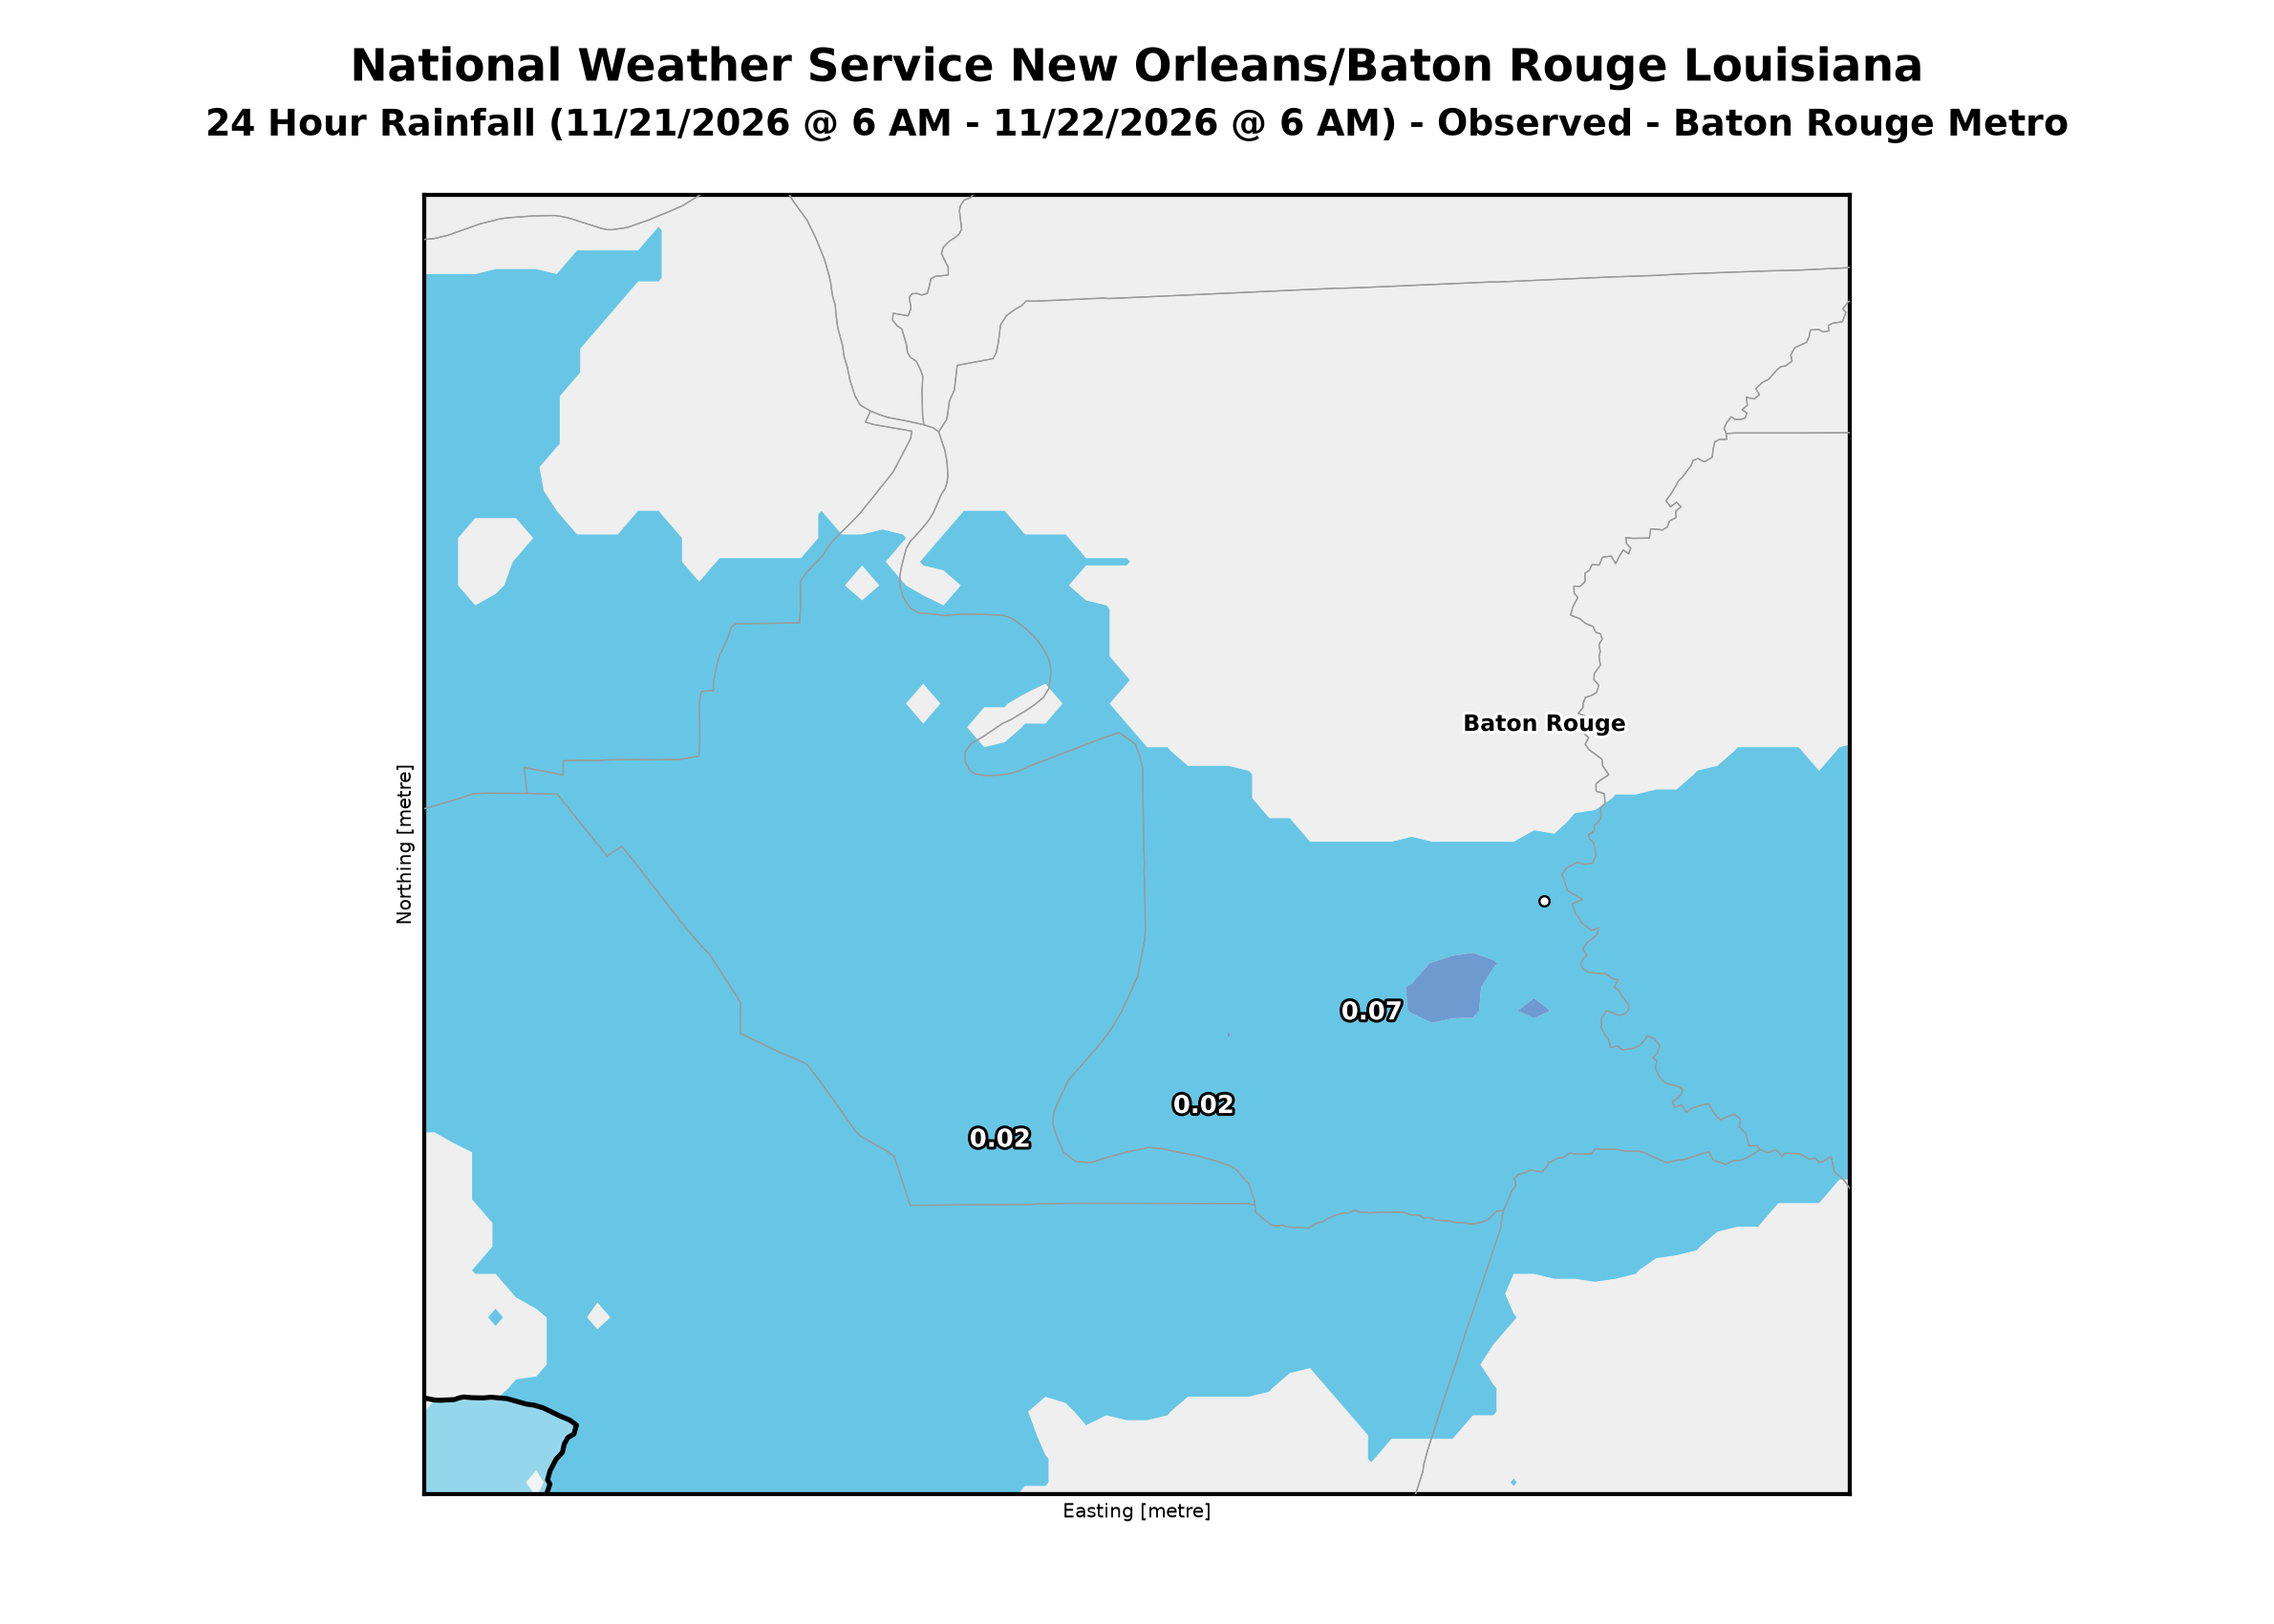 National Weather Service New Orleans/Baton Rouge Louisiana
24 Hour Rainfall (11/21/2026 @ 6 AM - 11/22/2026 @ 6 AM) - Observed - Baton Rouge Metro
Baton Rouge
Northing [metre]
0.07
0.02
0.02
Easting [metre]